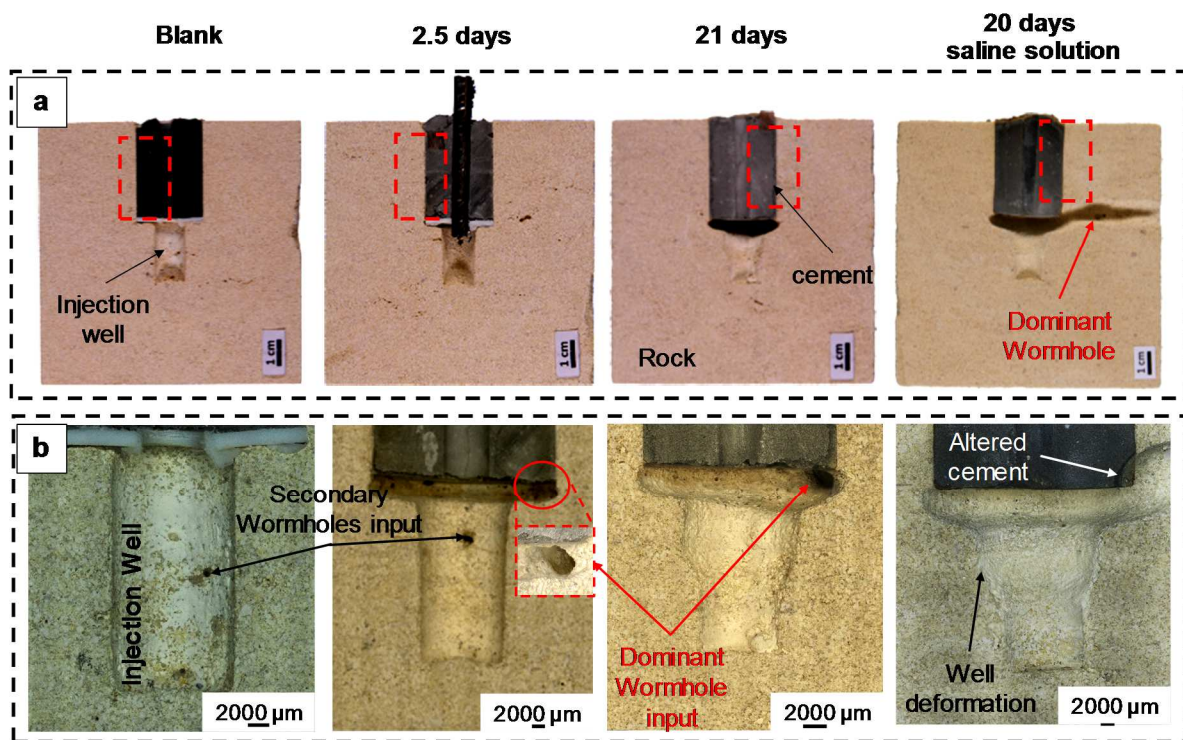 Blank
2.5 days
21 days
20 days
saline solution
a
Injection
well
1 cm
1 cm
cement
Rock
1 cm
Dominant
Wormhole
1 cm
b
Injection Well
Secondary
Wormholes input
2000 µm
2000 µm
Dominant
Wormhole
input
2000 µm
Altered
cement
Well
deformation
2000 µm